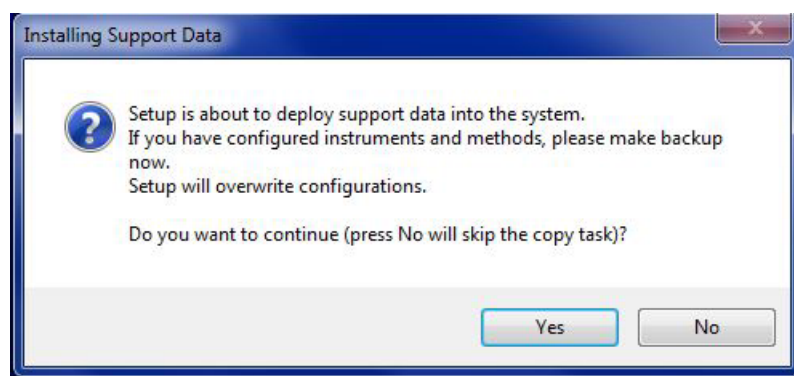 Installing Support Data
Setup is about to deploy support data into the system.
If you have configured instruments and methods, please make backup
now.
Setup will overwrite configurations.
Do you want to continue (press No will skip the copy task)?
Yes
No